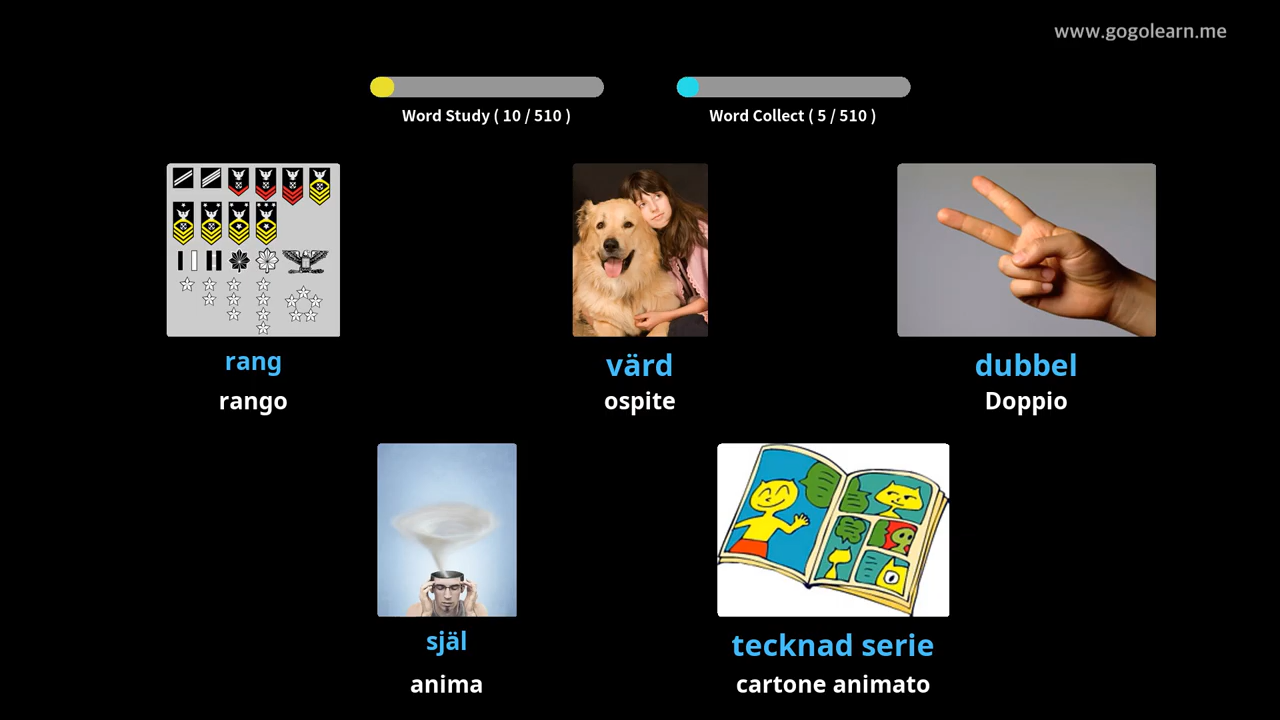 www.gogolearn.me
Word Study ( 10 / 510 )
Word Collect ( 5 / 510 )
rang
rango
värd
ospite
dubbel
Doppio
själ
anima
tecknad serie
cartone animato